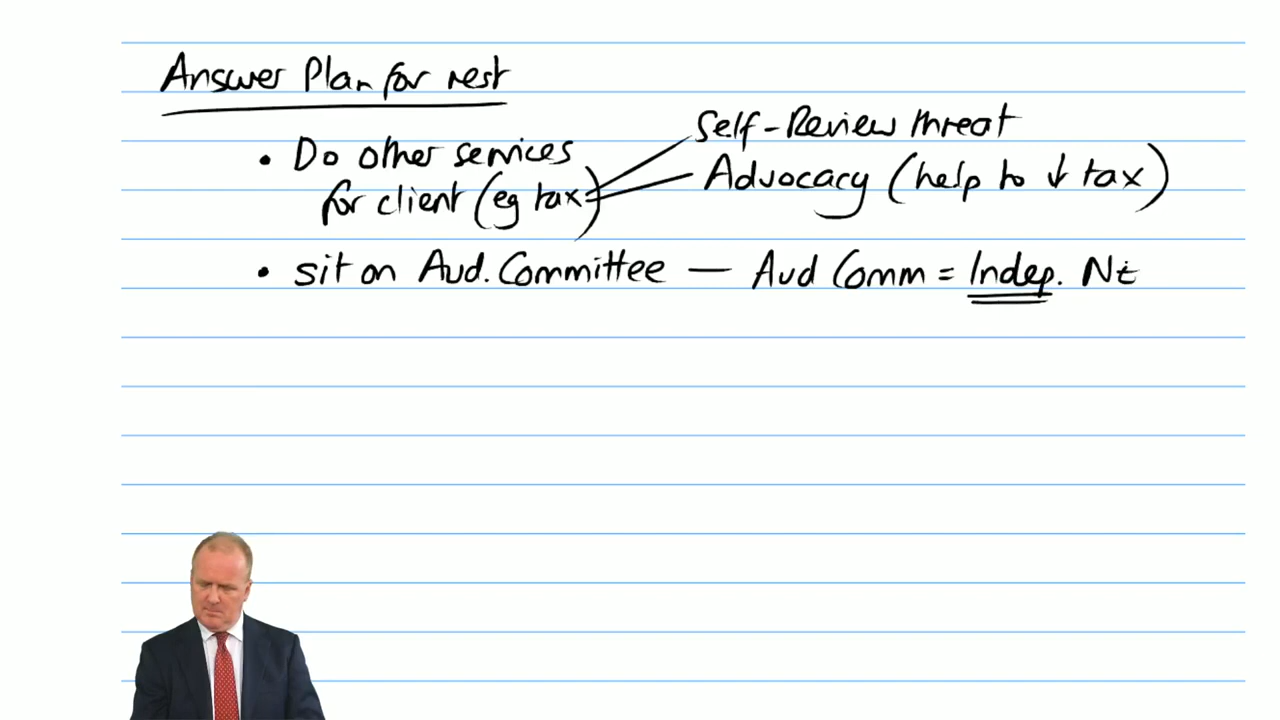 Answer Plan for rest
• Do other services
for client (eg tax)
Self-Review threat
Advocacy (help to ↓ tax)
• sit on Aud. Committee — Aud Comm = Indep.